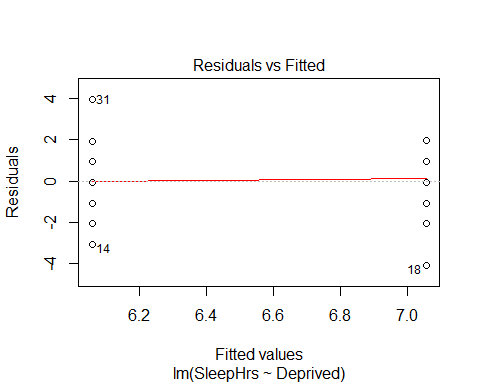 Residuals vs Fitted
Residuals
4
2
0
-2
-4
31
14
18
6.2 6.4 6.6 6.8 7.0
Fitted values
lm(SleepHrs ~ Deprived)